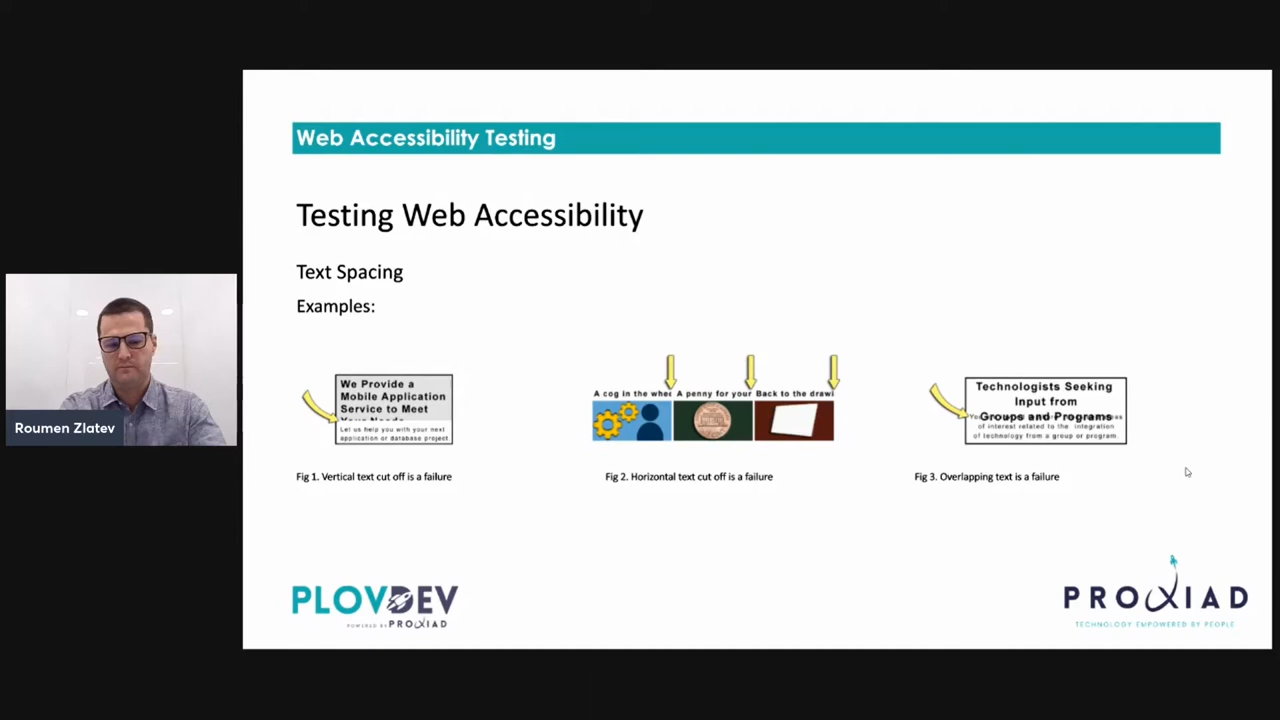 Web Accessibility Testing
Testing Web Accessibility
Text Spacing
Examples:
We Provide a
Mobile Application
Service to Meet
Let us help you with your next
application or database project.
A cog in the whee
A penny for your
Back to the drawi
Technologists Seeking
Input from
Groups and Programs
of interest related to the integration
of technology from a group or program.
Fig 1. Vertical text cut off is a failure
Fig 2. Horizontal text cut off is a failure
Fig 3. Overlapping text is a failure
Roumen Zlatev
PLOVDEV
POWERED BY PROXIAD
PROXIAD
TECHNOLOGY EMPOWERED BY PEOPLE